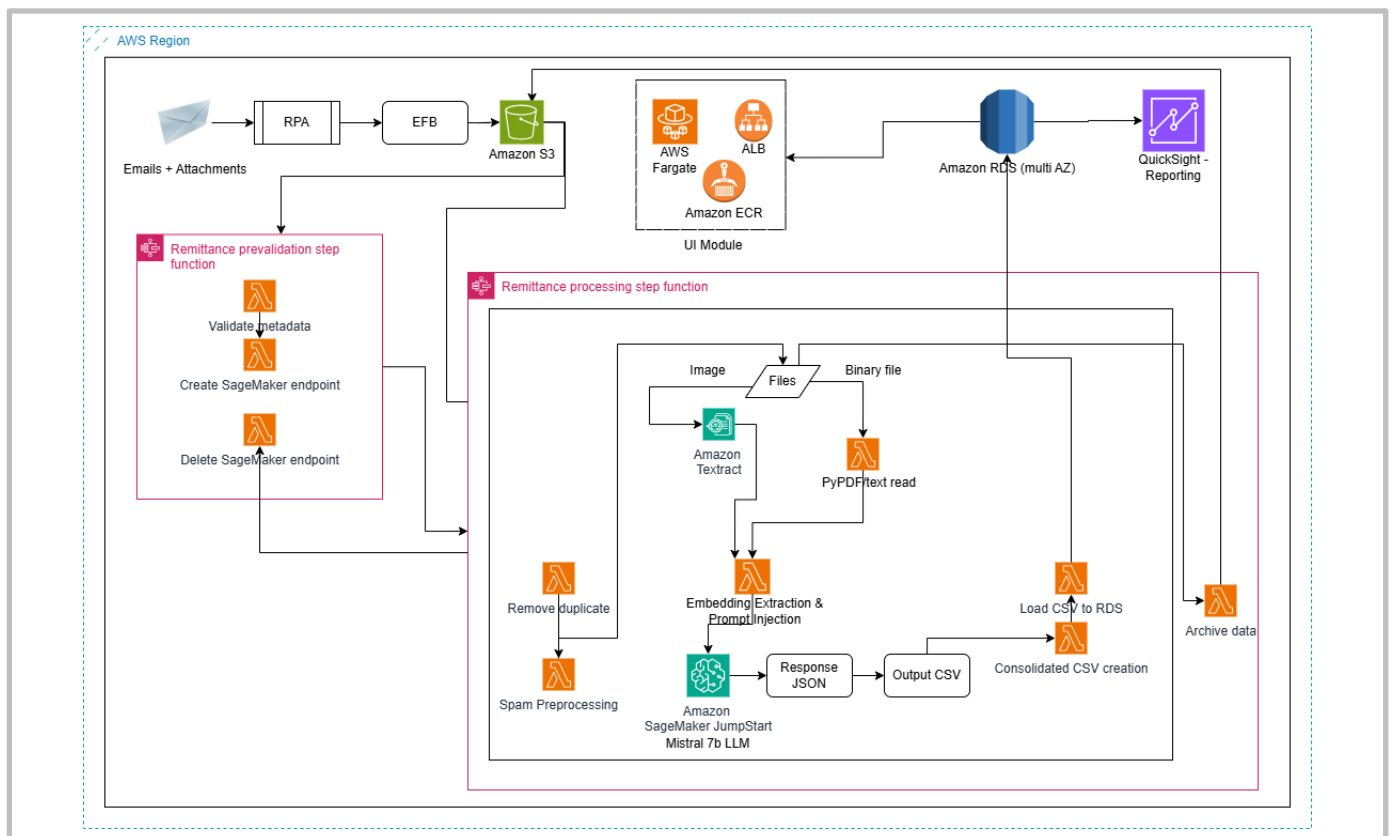 AWS Region
RPA
EFB
Amazon S3
Emails + Attachments
AWS
Fargate
ALB
Amazon ECR
UI Module
Amazon RDS (multi AZ)
QuickSight -
Reporting
Remittance prevalidation step
function
Validate metadata
Create SageMaker endpoint
Delete SageMaker endpoint
Remittance processing step function
Image
Files
Binary file
Amazon
Textract
PyPDF/text read
Remove duplicate
Embedding Extraction &
Prompt Injection
Load CSV to RDS
Archive data
Spam Preprocessing
Response
JSON
Output CSV
Consolidated CSV creation
Amazon
SageMaker JumpStart
Mistral 7b LLM